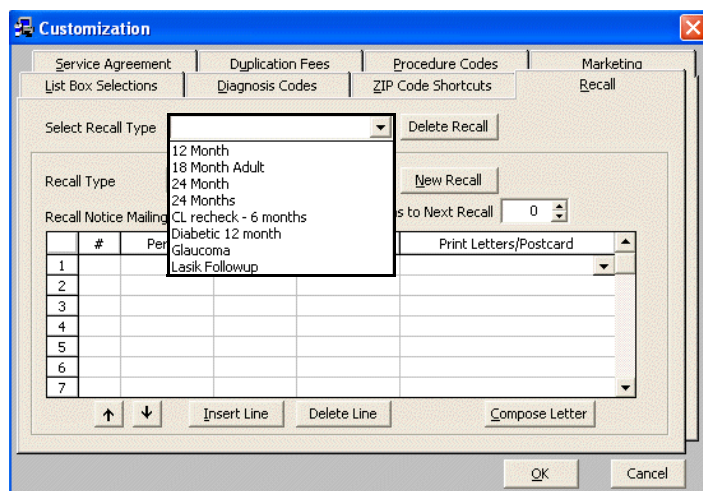 Customization
Service Agreement Duplication Fees Procedure Codes Marketing
List Box Selections Diagnosis Codes ZIP Code Shortcuts Recall
Select Recall Type Delete Recall
12 Month
18 Month Adult
24 Month
24 Months
CL recheck - 6 months
Diabetic 12 month
Glaucoma
Lasik Followup
Recall Type New Recall
Recall Notice Mailing to Next Recall 0
# Print Letters/Postcard
1
2
3
4
5
6
7
Insert Line Delete Line Compose Letter
OK Cancel